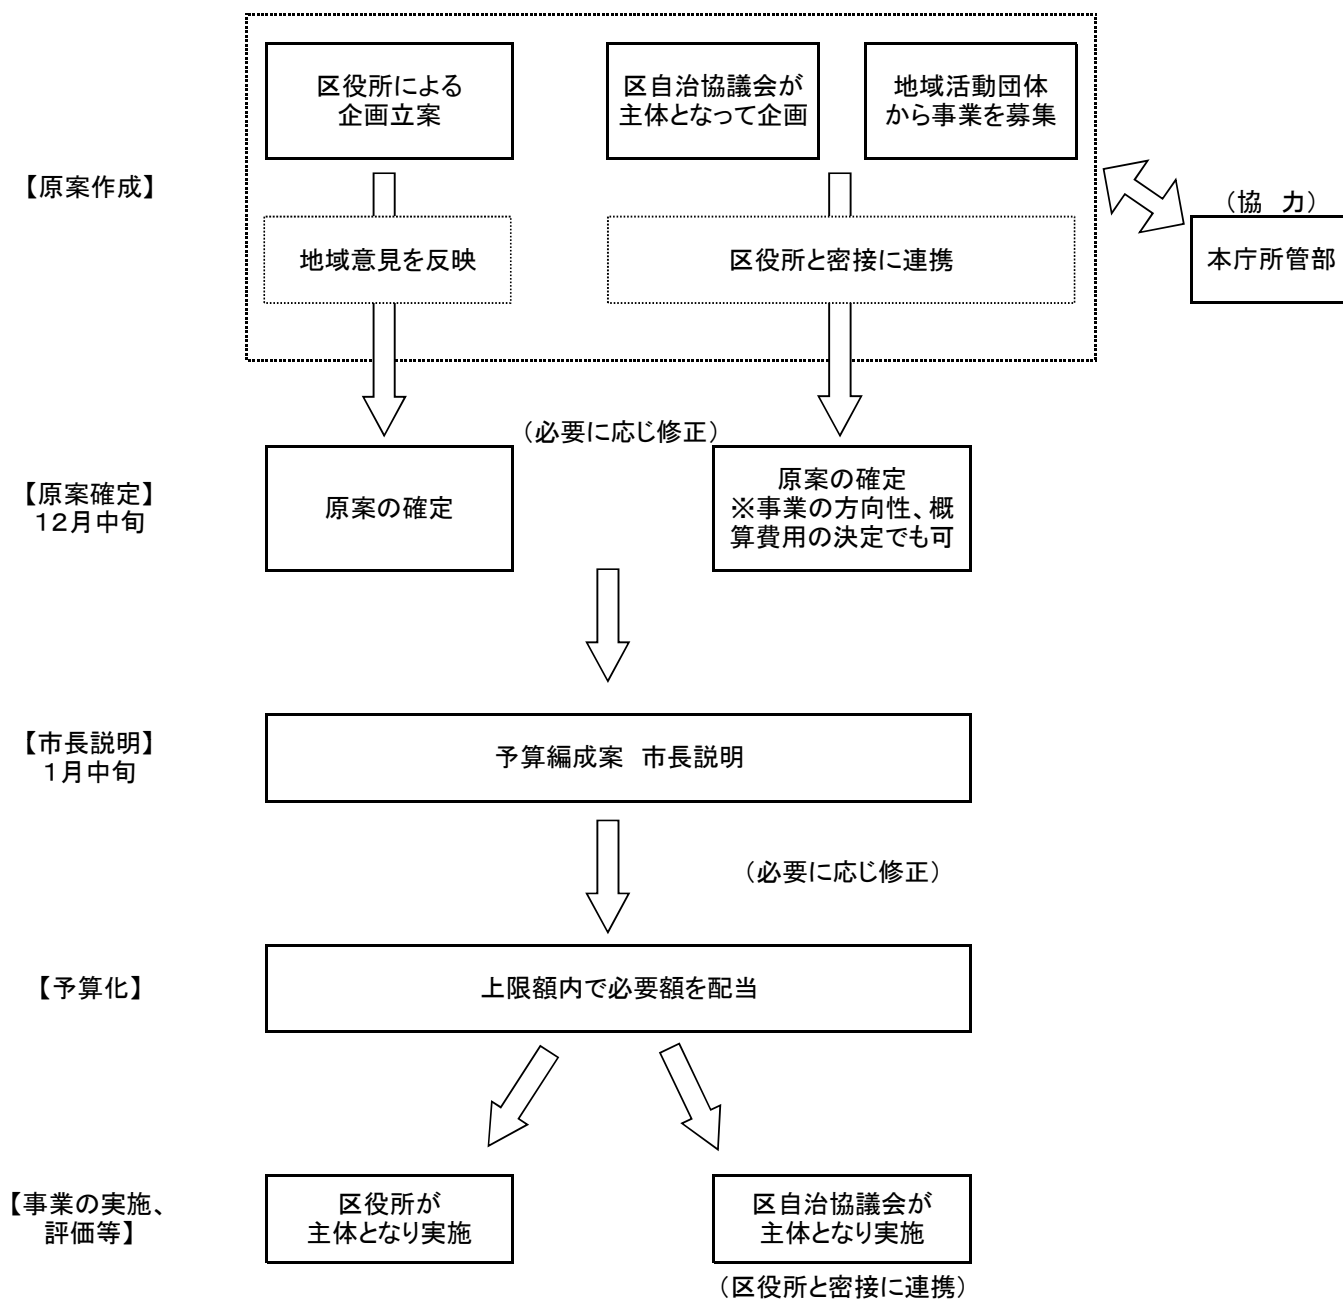 区役所による
企画立案
区自治協議会が
主体となって企画
地域活動団体
から事業を募集
【原案作成】
（協　力）
本庁所管部
地域意見を反映
区役所と密接に連携
（必要に応じ修正）
【原案確定】
１２月中旬
原案の確定
原案の確定
※事業の方向性、概
算費用の決定でも可
【市長説明】
１月中旬
予算編成案　市長説明
（必要に応じ修正）
【予算化】
上限額内で必要額を配当
【事業の実施、
評価等】
区役所が
主体となり実施
区自治協議会が
主体となり実施
（区役所と密接に連携）